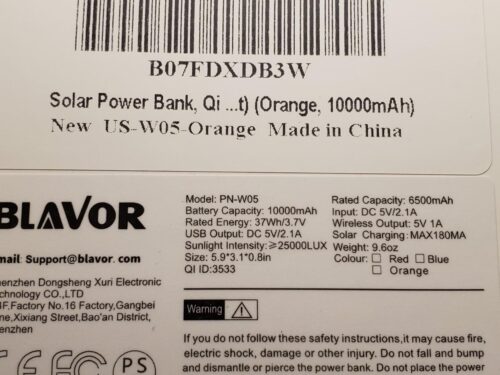 B07FDXDB3W
Solar Power Bank, Qi ...t) (Orange, 10000mAh)
New US-W05-Orange Made in China
BLAVOR
mail: Support@blavor. com
henzhen Dongsheng Xuri Electronic
chnology CO.,LTD
F,Factory No.16 Factory,Gangbei
ne,Xixiang Street,Bao'an District,
enzhen
CE FC PS
Model: PN-W05
Battery Capacity: 10000mAh
Rated Energy: 37Wh/3.7V
USB Output: DC 5V/2.1A
Sunlight Intensity:≥25000LUX
Size: 5.9*3.1*0.8in
QI ID:3533
Rated Capacity: 6500mAh
Input: DC 5V/2.1A
Wireless Output: 5V 1A
Solar Charging: MAX180MA
Weight: 9.6oz
Colour: □ Red □ Blue
□ Orange
Warning
If you do not follow these safety instructions,it may cause fire,
electric shock, damage or other injury. Do not fall and bump
and dismantle or pierce the power bank. Do not place the power